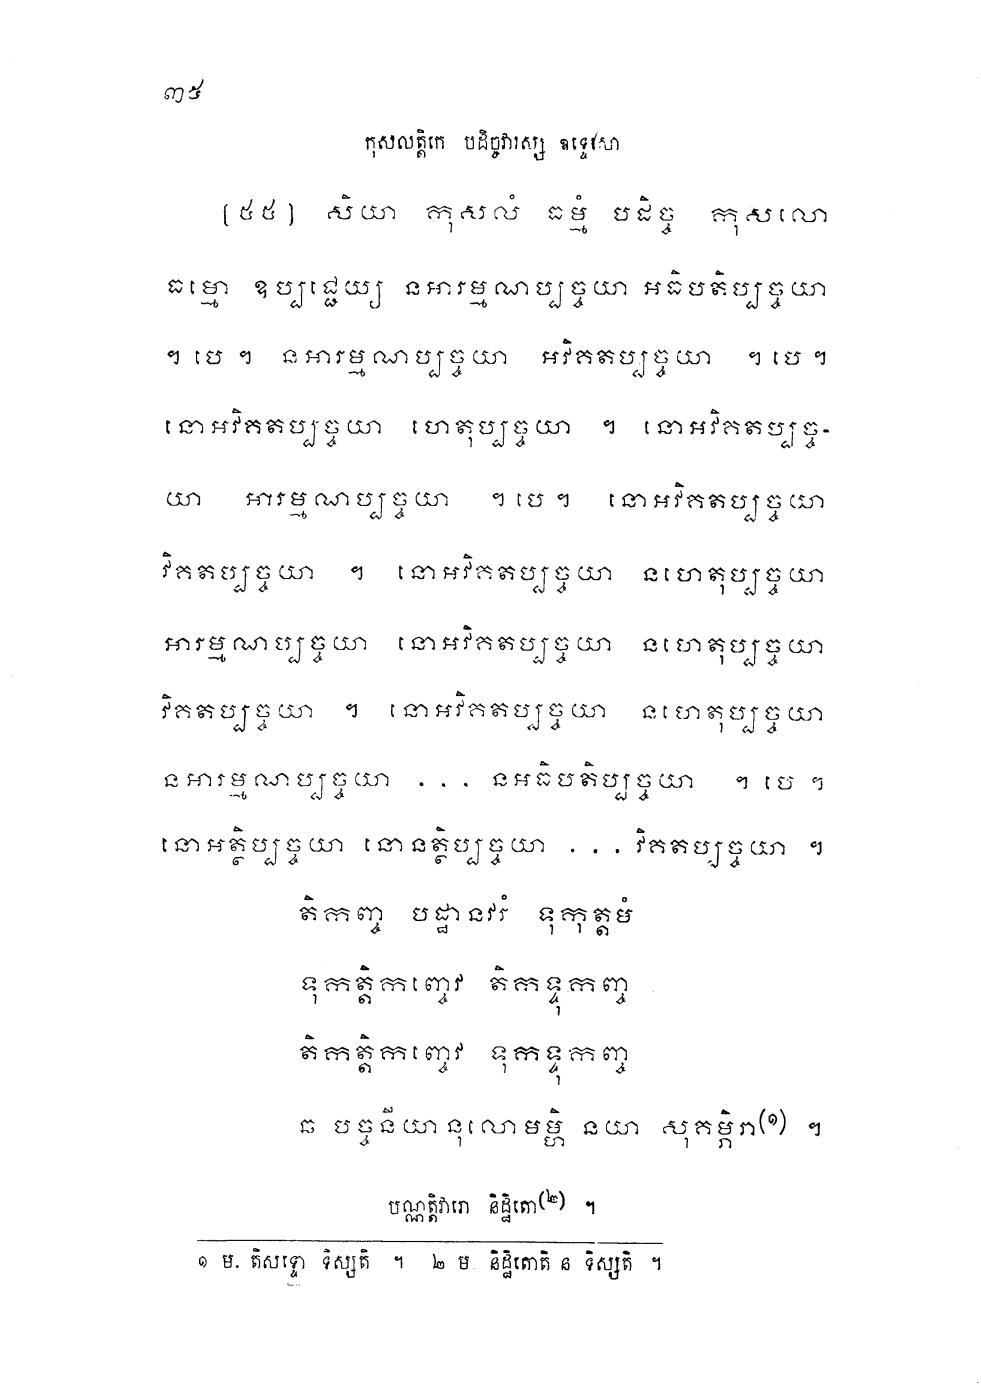 ៣៥
កុសលត្តិកេ បដិច្ចវារស្ស ឧទ្ទេសោ
(៥៥) សិយា កុសលំ ធម្មំ បដិច្ច កុសលោ
ធម្មោ ឧប្បជ្ជេយ្យ នអារម្មណប្បច្ចយា អធិបតិប្បច្ចយា
។ បេ ។ នអារម្មណប្បច្ចយា អវិគតប្បច្ចយា ។ បេ ។
នោអវិគតប្បច្ចយា ហេតុប្បច្ចយា ។ នោអវិគតប្បច្ច-
យា អារម្មណប្បច្ចយា ។ បេ ។ នោអវិគតប្បច្ចយា
វិគតប្បច្ចយា ។ នោអវិគតប្បច្ចយា នហេតុប្បច្ចយា
អារម្មណប្បច្ចយា នោអវិគតប្បច្ចយា នហេតុប្បច្ចយា
វិគតប្បច្ចយា ។ នោអវិគតប្បច្ចយា នហេតុប្បច្ចយា
នអារម្មណប្បច្ចយា . . . នអធិបតិប្បច្ចយា ។ បេ ។
នោអត្ថិប្បច្ចយា នោនត្ថិប្បច្ចយា . . . វិគតប្បច្ចយា ។
តិកញ្ច បដ្ឋានវរំ ទុកុត្តមំ
ទុកត្តិកញ្ចេវ តិកទ្ទុកញ្ច
តិកត្តិកញ្ចេវ ទុកទ្ទុកញ្ច
ឆ បច្ចនីយានុលោមម្ហិ នយា សុគម្ភិរា(១) ។
បណ្ណត្តិវារោ និដ្ឋិតោ(២) ។
១ ម. តិសទ្ទោ ទិស្សតិ ។ ២ ម និដ្ឋិតោតិ ន ទិស្សតិ ។